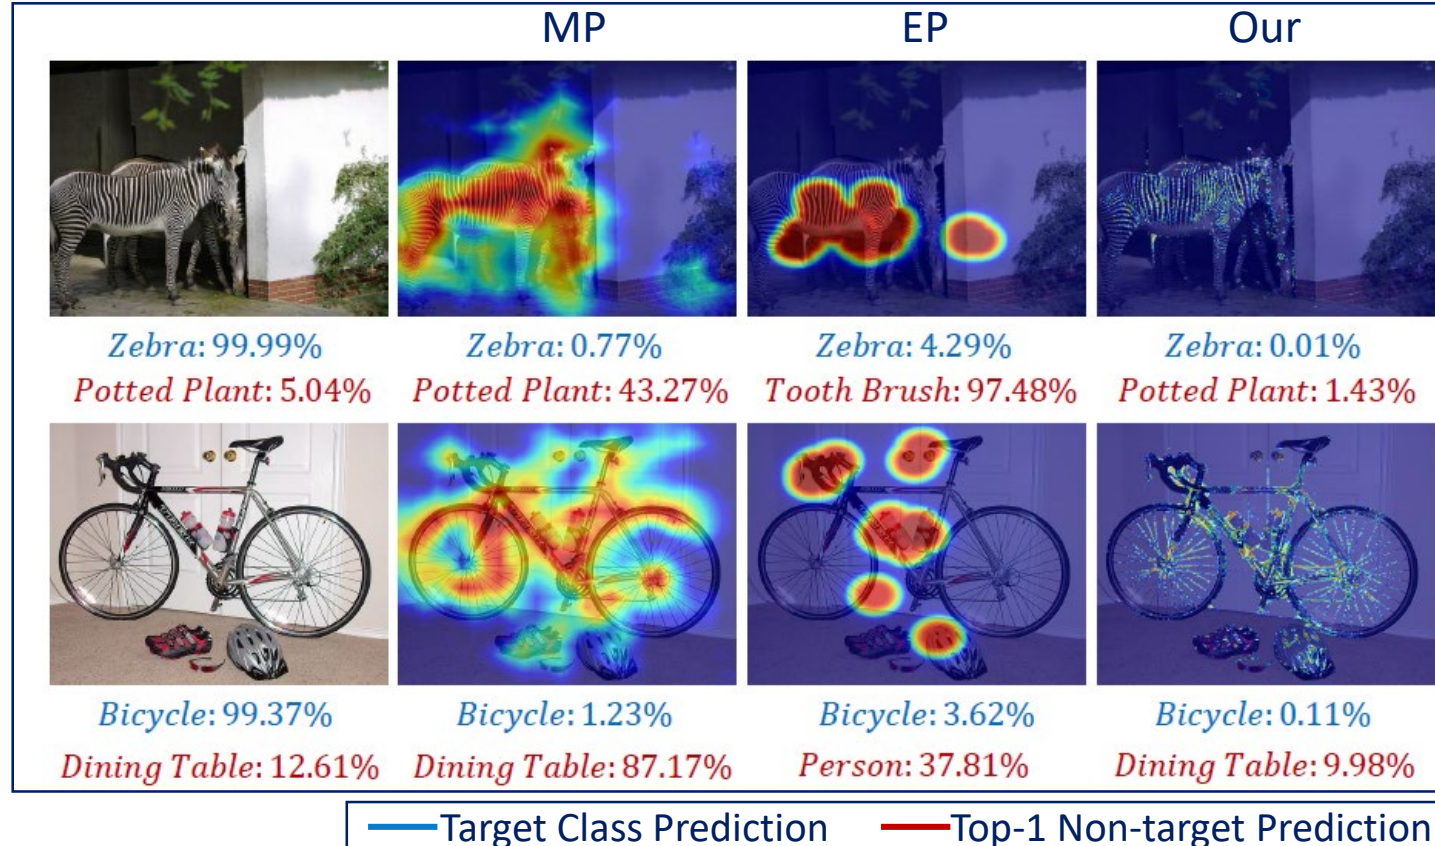 MP EP Our
Zebra: 99.99% Zebra: 0.77% Zebra: 4.29% Zebra: 0.01%
Potted Plant: 5.04% Potted Plant: 43.27% Tooth Brush: 97.48% Potted Plant: 1.43%
Bicycle: 99.37% Bicycle: 1.23% Bicycle: 3.62% Bicycle: 0.11%
Dining Table: 12.61% Dining Table: 87.17% Person: 37.81% Dining Table: 9.98%
Target Class Prediction Top-1 Non-target Prediction